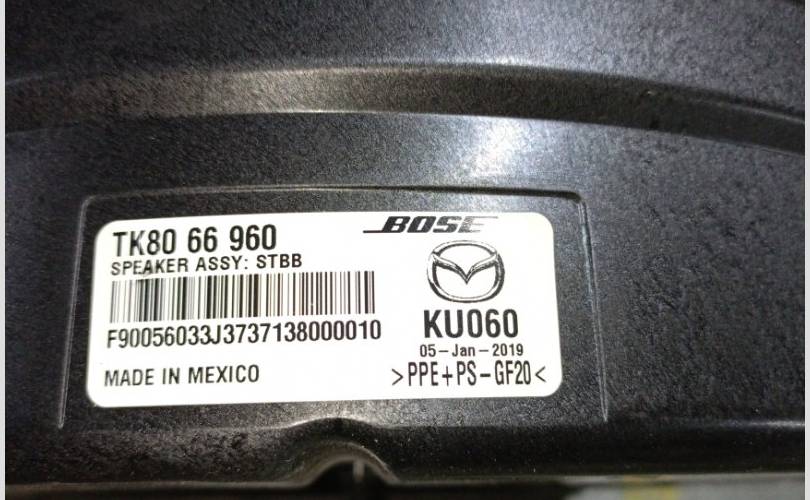 TK80 66 960
SPEAKER ASSY: STBB
F90056033J3737138000010
MADE IN MEXICO
BOSE
KU060
05-Jan-2019
>PPE+PS-GF20<